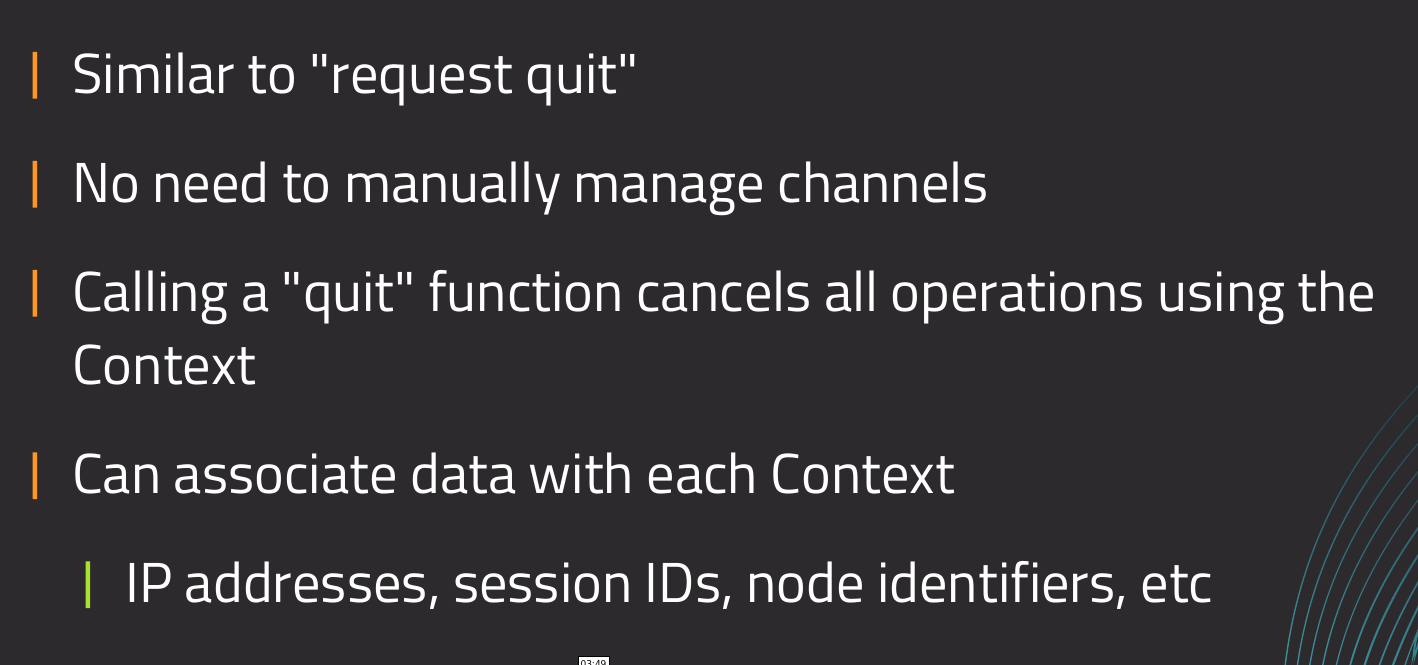 Similar to "request quit"
No need to manually manage channels
Calling a "quit" function cancels all operations using the
Context
Can associate data with each Context
IP addresses, session IDs, node identifiers, etc
03:49